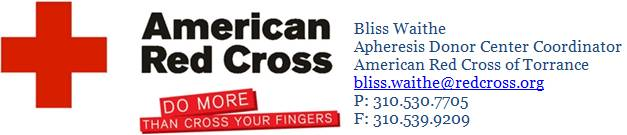 American
Red Cross
DO MORE
THAN CROSS YOUR FINGERS
Bliss Waithe
Apheresis Donor Center Coordinator
American Red Cross of Torrance
bliss.waithe@redcross.org
P: 310.530.7705
F: 310.539.9209